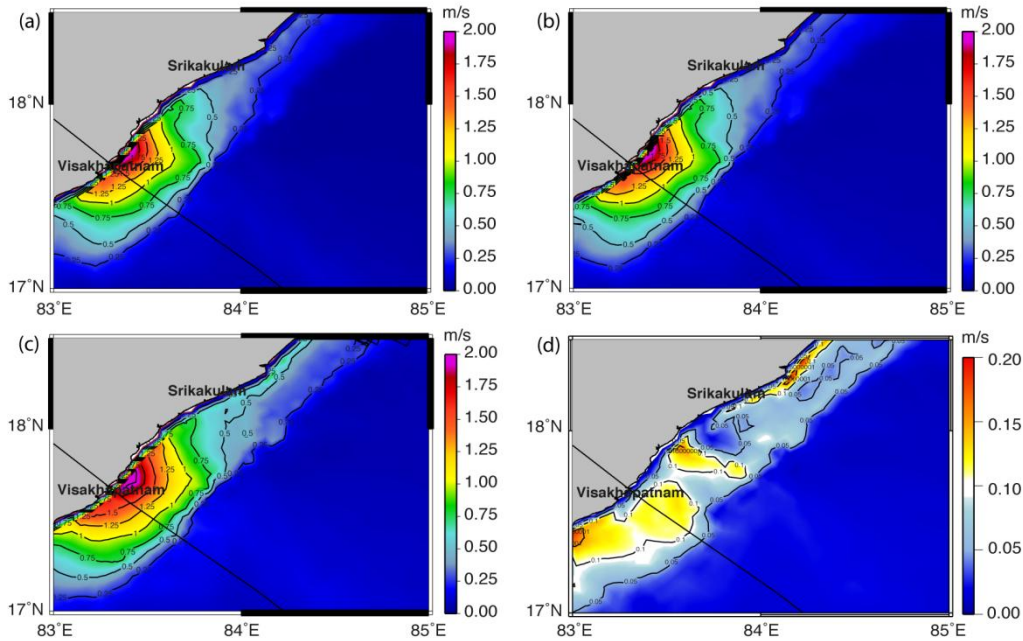 (a)
m/s
2.00
Srikakulam
1.75
1.50
18°N
1.25
1.00
Visakhapatnam
0.75
0.50
0.25
17°N
0.00
83°E
84°E
85°E
(b)
m/s
2.00
Srikakulam
1.75
1.50
18°N
1.25
1.00
Visakhapatnam
0.75
0.50
0.25
17°N
0.00
83°E
84°E
85°E
(c)
m/s
2.00
Srikakulam
1.75
1.50
18°N
1.25
1.00
Visakhapatnam
0.75
0.50
0.25
17°N
0.00
83°E
84°E
85°E
(d)
m/s
0.20
Srikakulam
0.15
18°N
Visakhapatnam
0.10
0.05
17°N
0.00
83°E
84°E
85°E